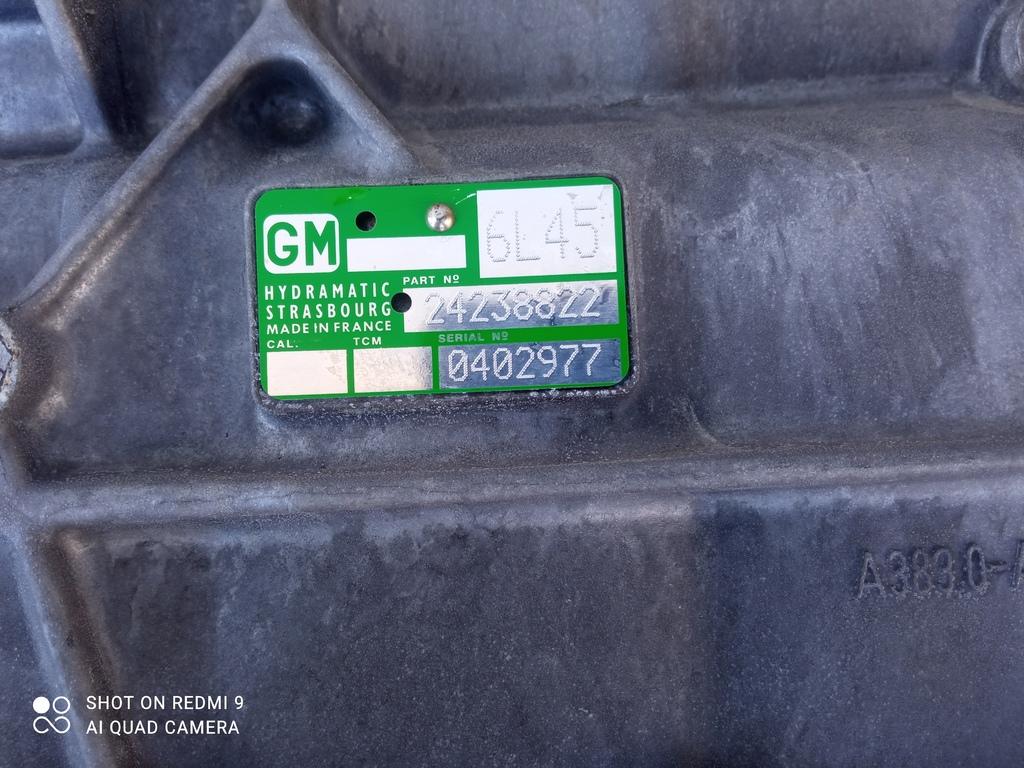 GM
6L45
PART Nº
HYDRAMATIC
STRASBOURG
MADE IN FRANCE
24238822
CAL.
TCM
SERIAL Nº
0402977
A383.0-A
SHOT ON REDMI 9
AI QUAD CAMERA